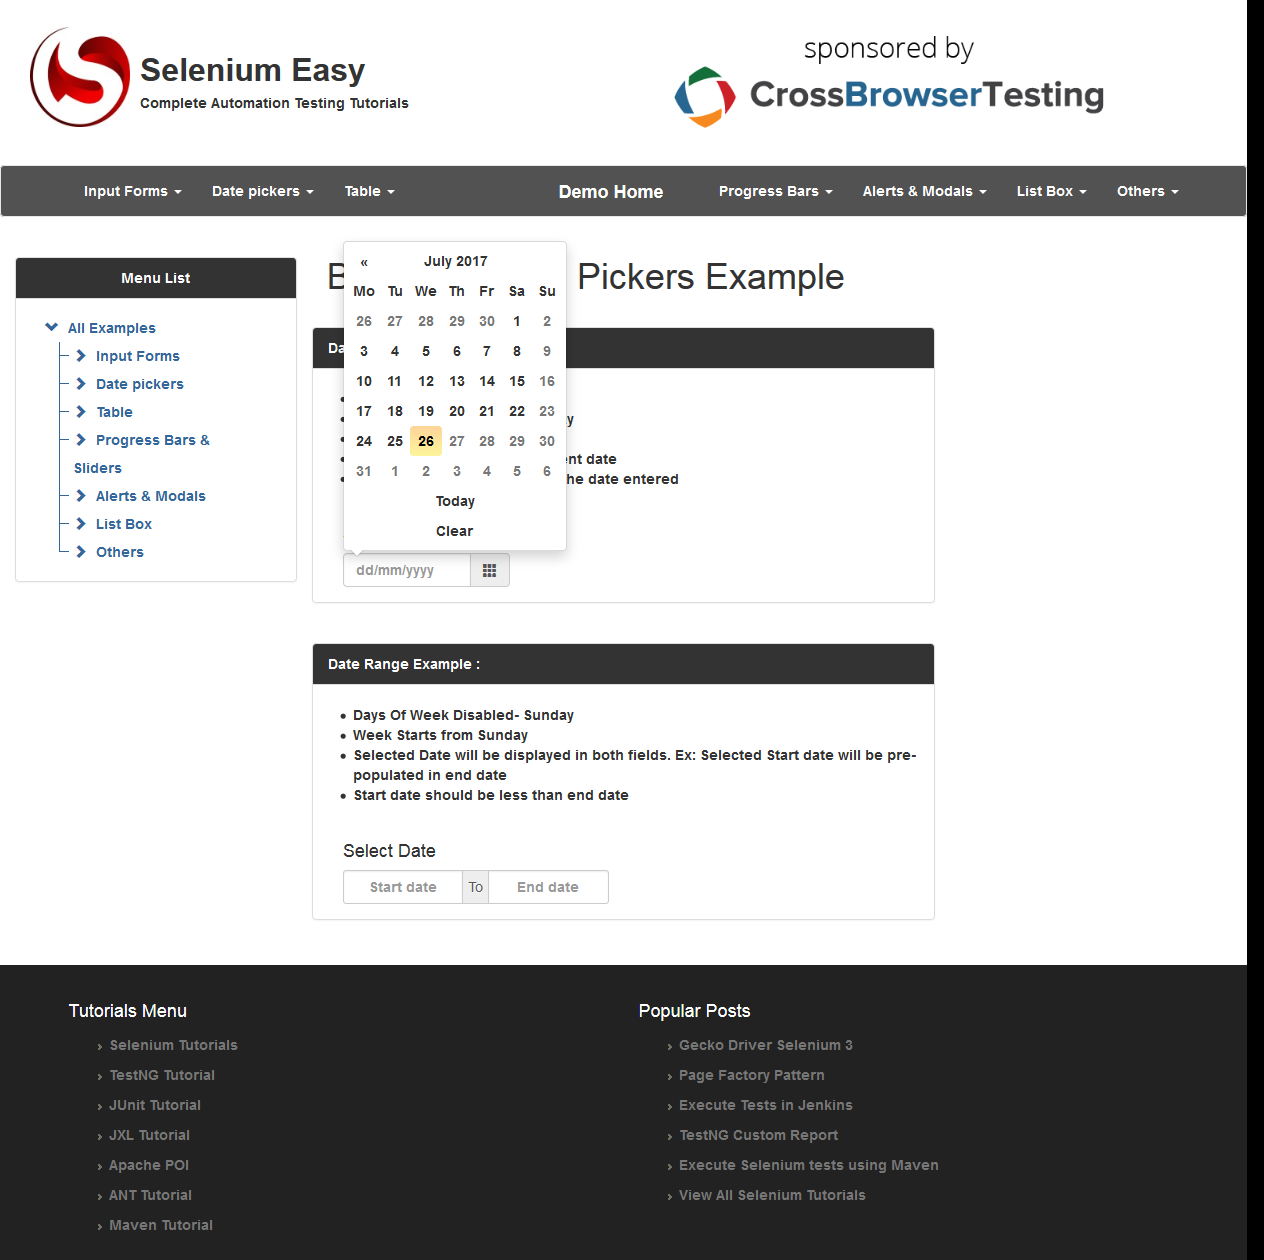 Selenium Easy
Complete Automation Testing Tutorials
sponsored by
CrossBrowserTesting
Input Forms
Date pickers
Table
Demo Home
Progress Bars
Alerts & Modals
List Box
Others
Menu List
All Examples
Input Forms
Date pickers
Table
Progress Bars &
Sliders
Alerts & Modals
List Box
Others
B Pickers Example
Da
« July 2017
Mo Tu We Th Fr Sa Su
26 27 28 29 30 1 2
3 4 5 6 7 8 9
10 11 12 13 14 15 16
17 18 19 20 21 22 23
24 25 26 27 28 29 30
31 1 2 3 4 5 6
Today
Clear
y
nt date
he date entered
dd/mm/yyyy
Date Range Example :
• Days Of Week Disabled- Sunday
• Week Starts from Sunday
• Selected Date will be displayed in both fields. Ex: Selected Start date will be pre-
populated in end date
• Start date should be less than end date
Select Date
Start date To End date
Tutorials Menu
› Selenium Tutorials
› TestNG Tutorial
› JUnit Tutorial
› JXL Tutorial
› Apache POI
› ANT Tutorial
› Maven Tutorial
Popular Posts
› Gecko Driver Selenium 3
› Page Factory Pattern
› Execute Tests in Jenkins
› TestNG Custom Report
› Execute Selenium tests using Maven
› View All Selenium Tutorials